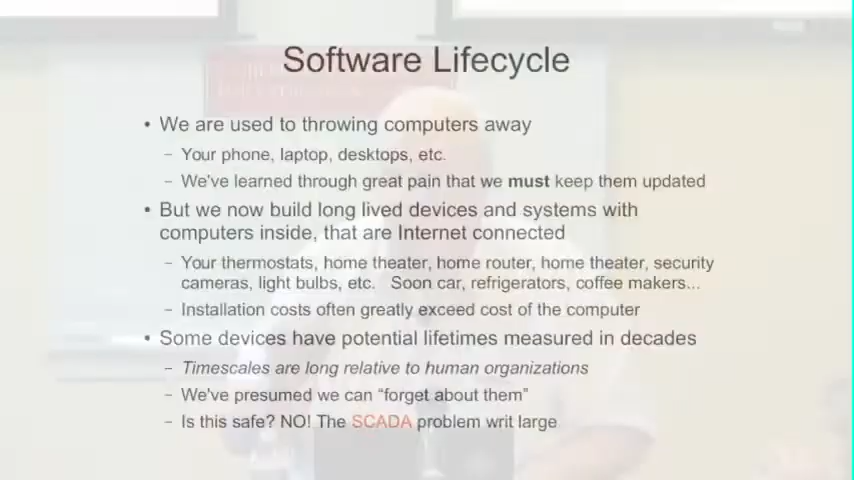 Software Lifecycle
• We are used to throwing computers away
– Your phone, laptop, desktops, etc.
– We've learned through great pain that we must keep them updated
• But we now build long lived devices and systems with
computers inside, that are Internet connected
– Your thermostats, home theater, home router, home theater, security
cameras, light bulbs, etc. Soon car, refrigerators, coffee makers...
– Installation costs often greatly exceed cost of the computer
• Some devices have potential lifetimes measured in decades
– Timescales are long relative to human organizations
– We've presumed we can “forget about them”
– Is this safe? NO! The SCADA problem writ large